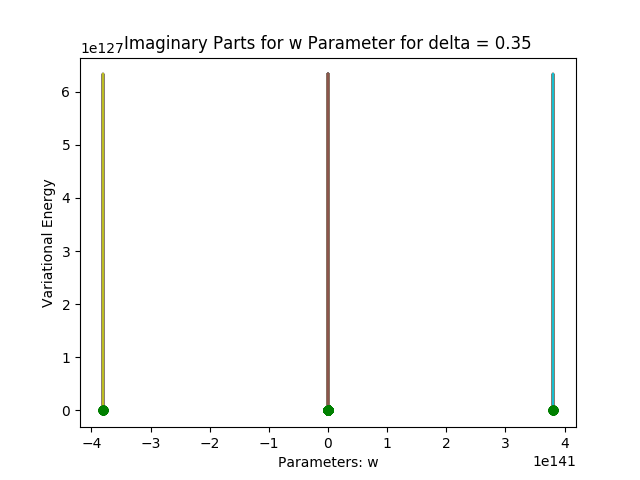 1e127
Imaginary Parts for w Parameter for delta = 0.35
6
5
4
3
2
1
0
Variational Energy
−4 −3 −2 −1 0 1 2 3 4
1e141
Parameters: w